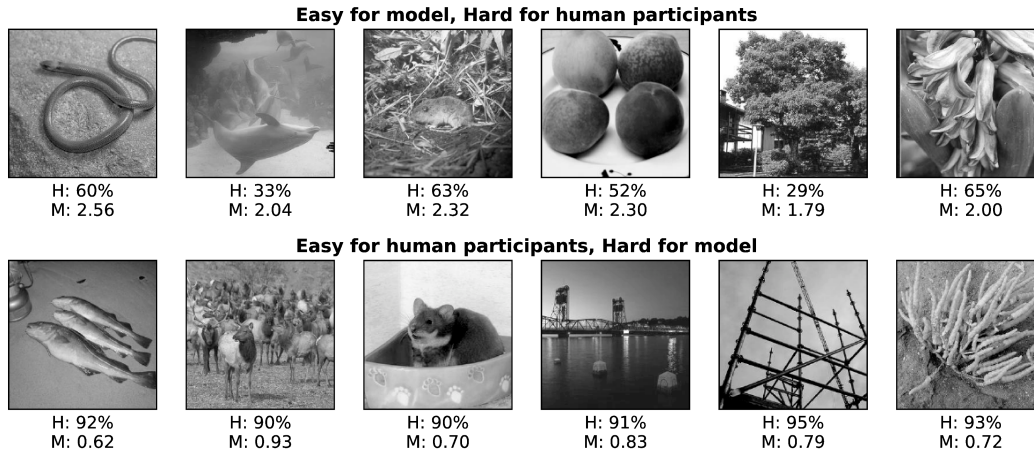 Easy for model, Hard for human participants
H: 60%
M: 2.56
H: 33%
M: 2.04
H: 63%
M: 2.32
H: 52%
M: 2.30
H: 29%
M: 1.79
H: 65%
M: 2.00
Easy for human participants, Hard for model
H: 92%
M: 0.62
H: 90%
M: 0.93
H: 90%
M: 0.70
H: 91%
M: 0.83
H: 95%
M: 0.79
H: 93%
M: 0.72